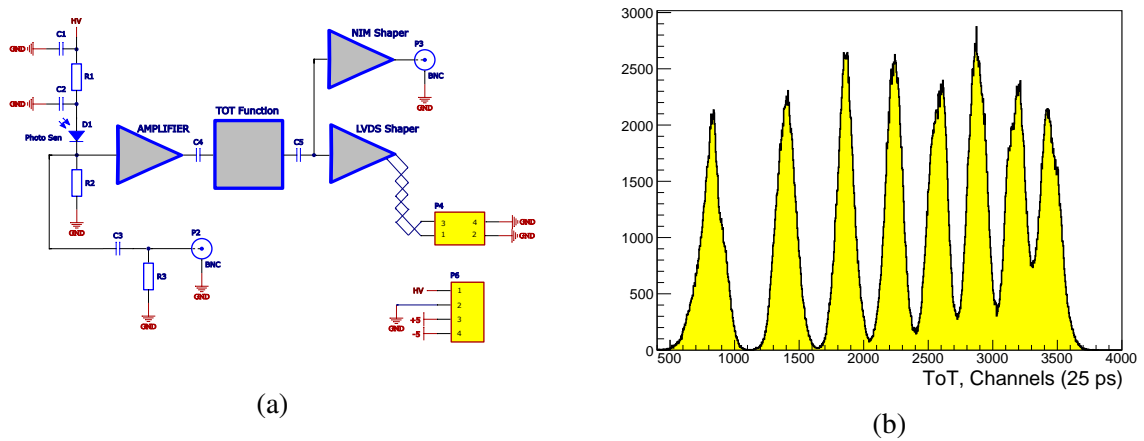 HV
C1
GND
R1
C2
GND
D1
Photo Sen
R2
GND
AMPLIFIER
C4
TOT Function
C5
NIM Shaper
P3
BNC
GND
LVDS Shaper
P4
3 4 GND
1 2 GND
C3
P2
BNC
R3
GND
GND
P6
HV 1
2
GND
+5 3
-5 4
(a)
3000
2500
2000
1500
1000
500
0
500 1000 1500 2000 2500 3000 3500 4000
ToT, Channels (25 ps)
(b)